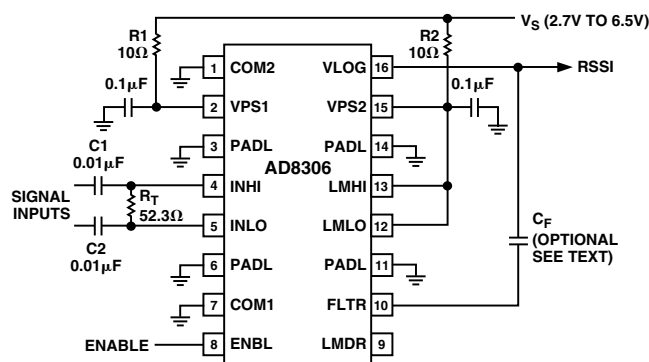 VS (2.7V TO 6.5V)
R1
10Ω
R2
10Ω
0.1μF
1 COM2
VLOG 16
RSSI
2 VPS1
VPS2 15
0.1μF
3 PADL
PADL 14
AD8306
C1
0.01μF
4 INHI
LMHI 13
SIGNAL
INPUTS
RT
52.3Ω
5 INLO
LMLO 12
C2
0.01μF
CF
(OPTIONAL
SEE TEXT)
6 PADL
PADL 11
7 COM1
FLTR 10
ENABLE
8 ENBL
LMDR 9